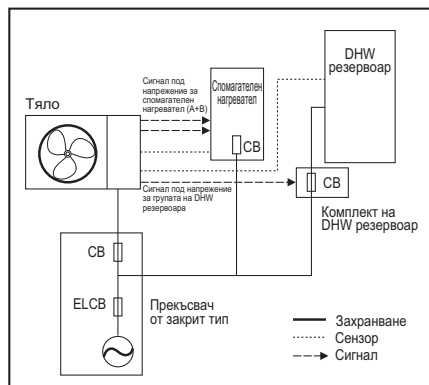 DHW
резервоар
Сигнал под
напрежение за
спомагателен
нагревател (A+B)
Спомагателен
нагревател
Тяло
CB
CB
Сигнал под напрежение
за групата на DHW
резервоара
Комплект на
DHW резервоар
CB
ELCB
Прекъсвач
от закрит тип
Захранване
Сензор
Сигнал